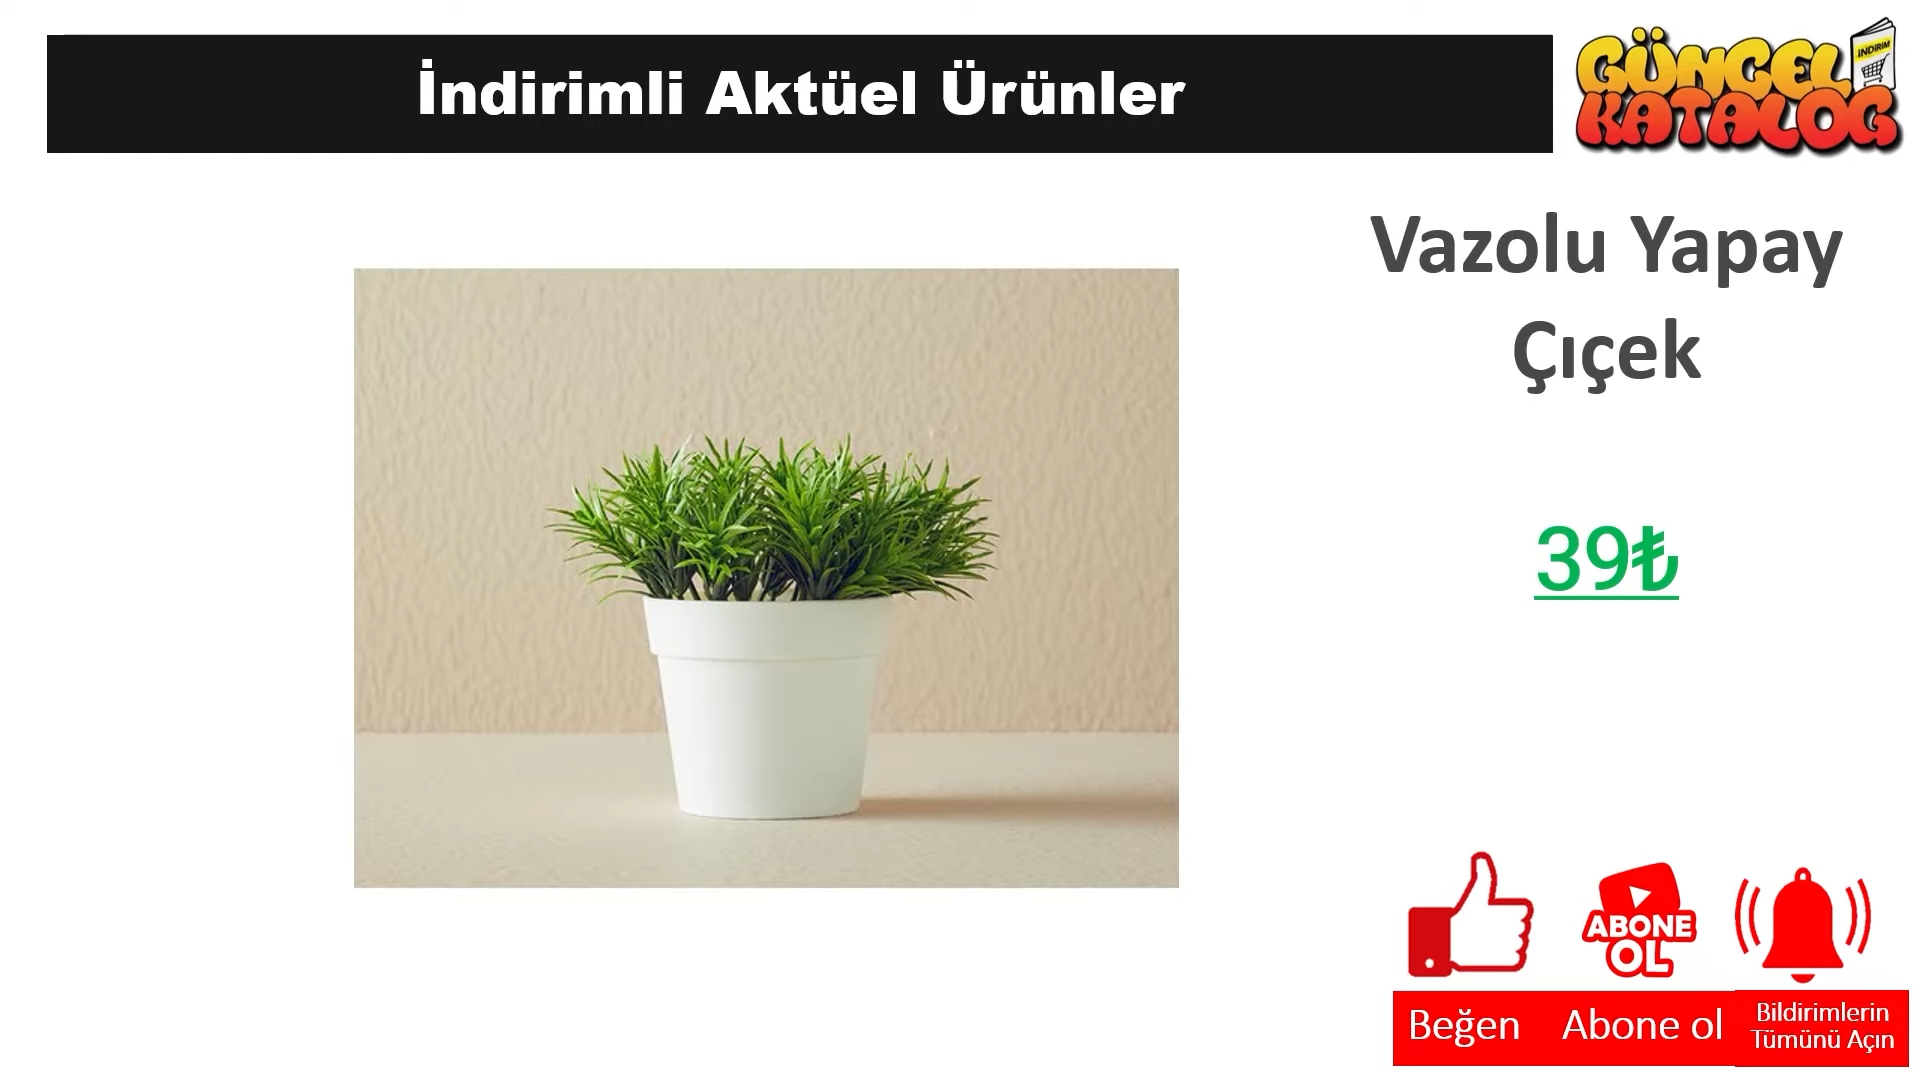 İndirimli Aktüel Ürünler
GÜNCEL
KATALOG
İNDİRİM
Vazolu Yapay
Çıçek
39₺
ABONE
OL
Beğen
Abone ol
Bildirimlerin
Tümünü Açın